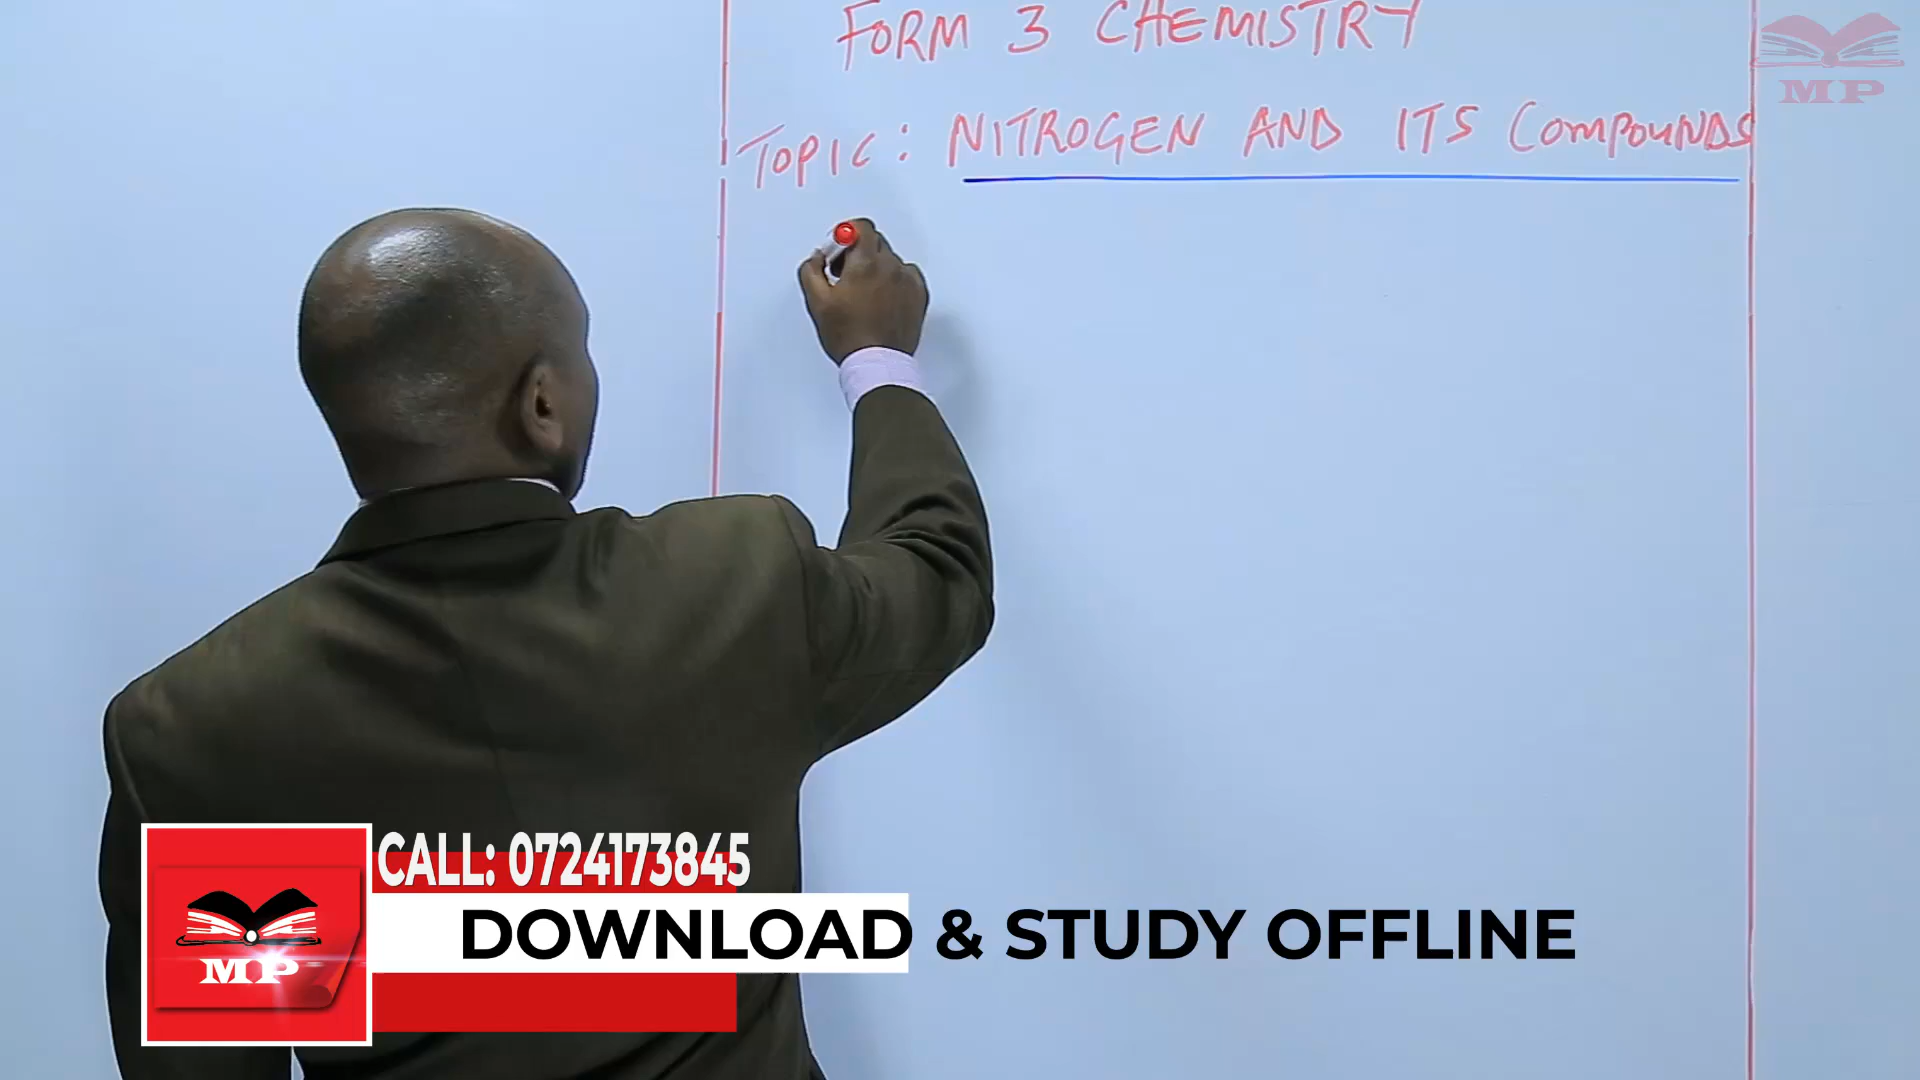 FORM 3 CHEMISTRY
TOPIC: NITROGEN AND ITS COMPOUNDS
MP
CALL: 0724173845
DOWNLOAD & STUDY OFFLINE
MP